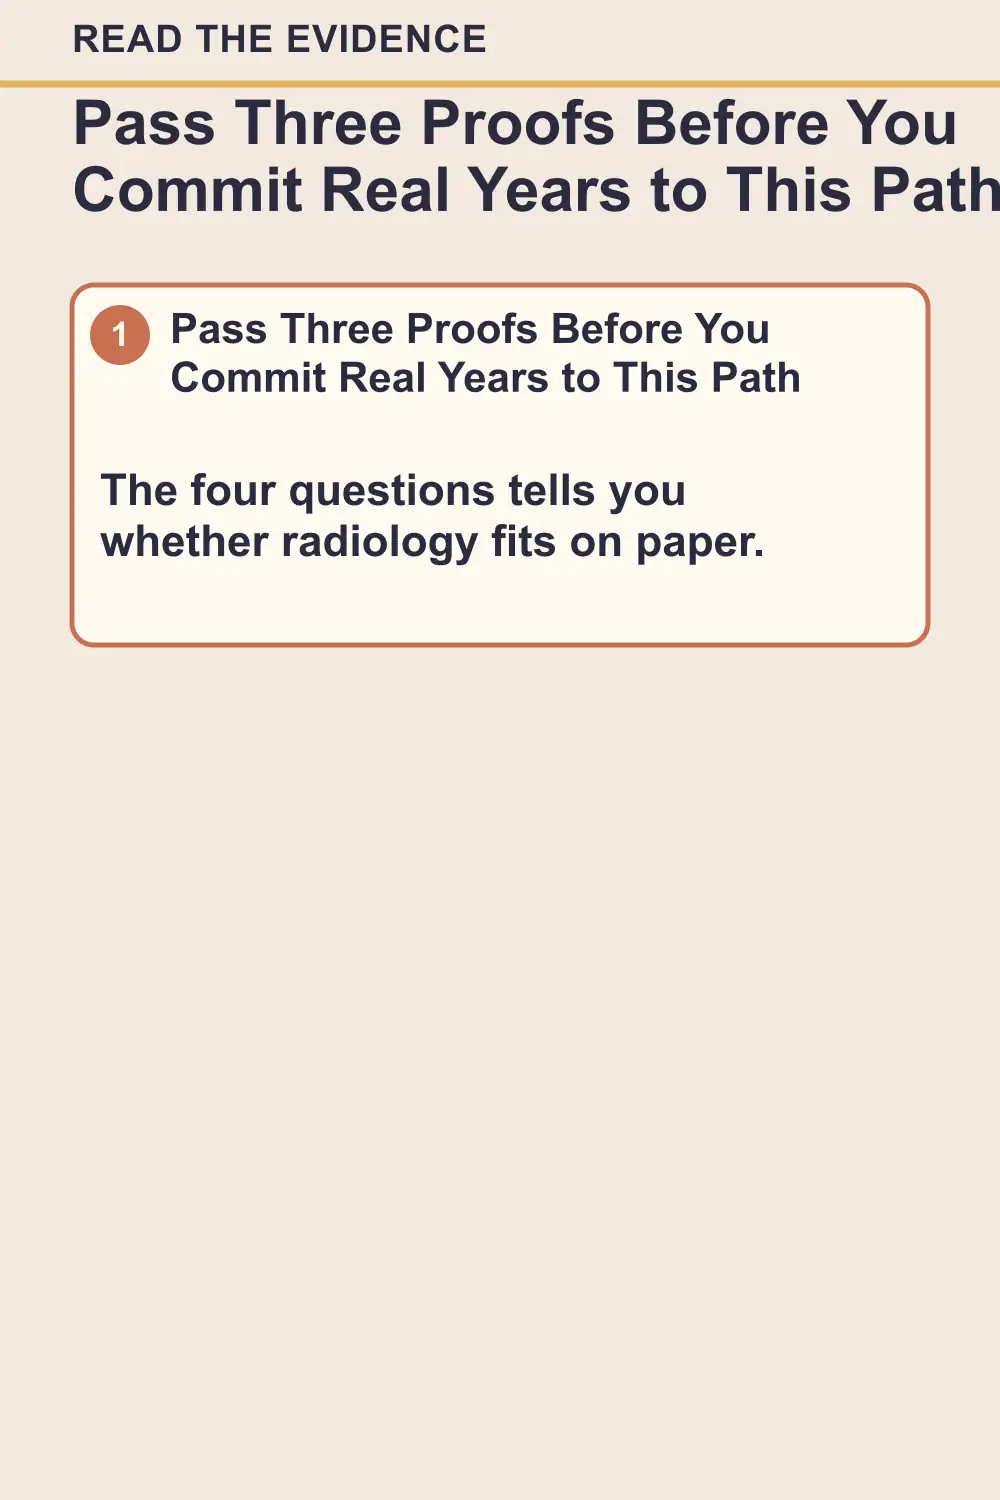 READ THE EVIDENCE
Pass Three Proofs Before You
Commit Real Years to This Path
1
Pass Three Proofs Before You
Commit Real Years to This Path
The four questions tells you
whether radiology fits on paper.